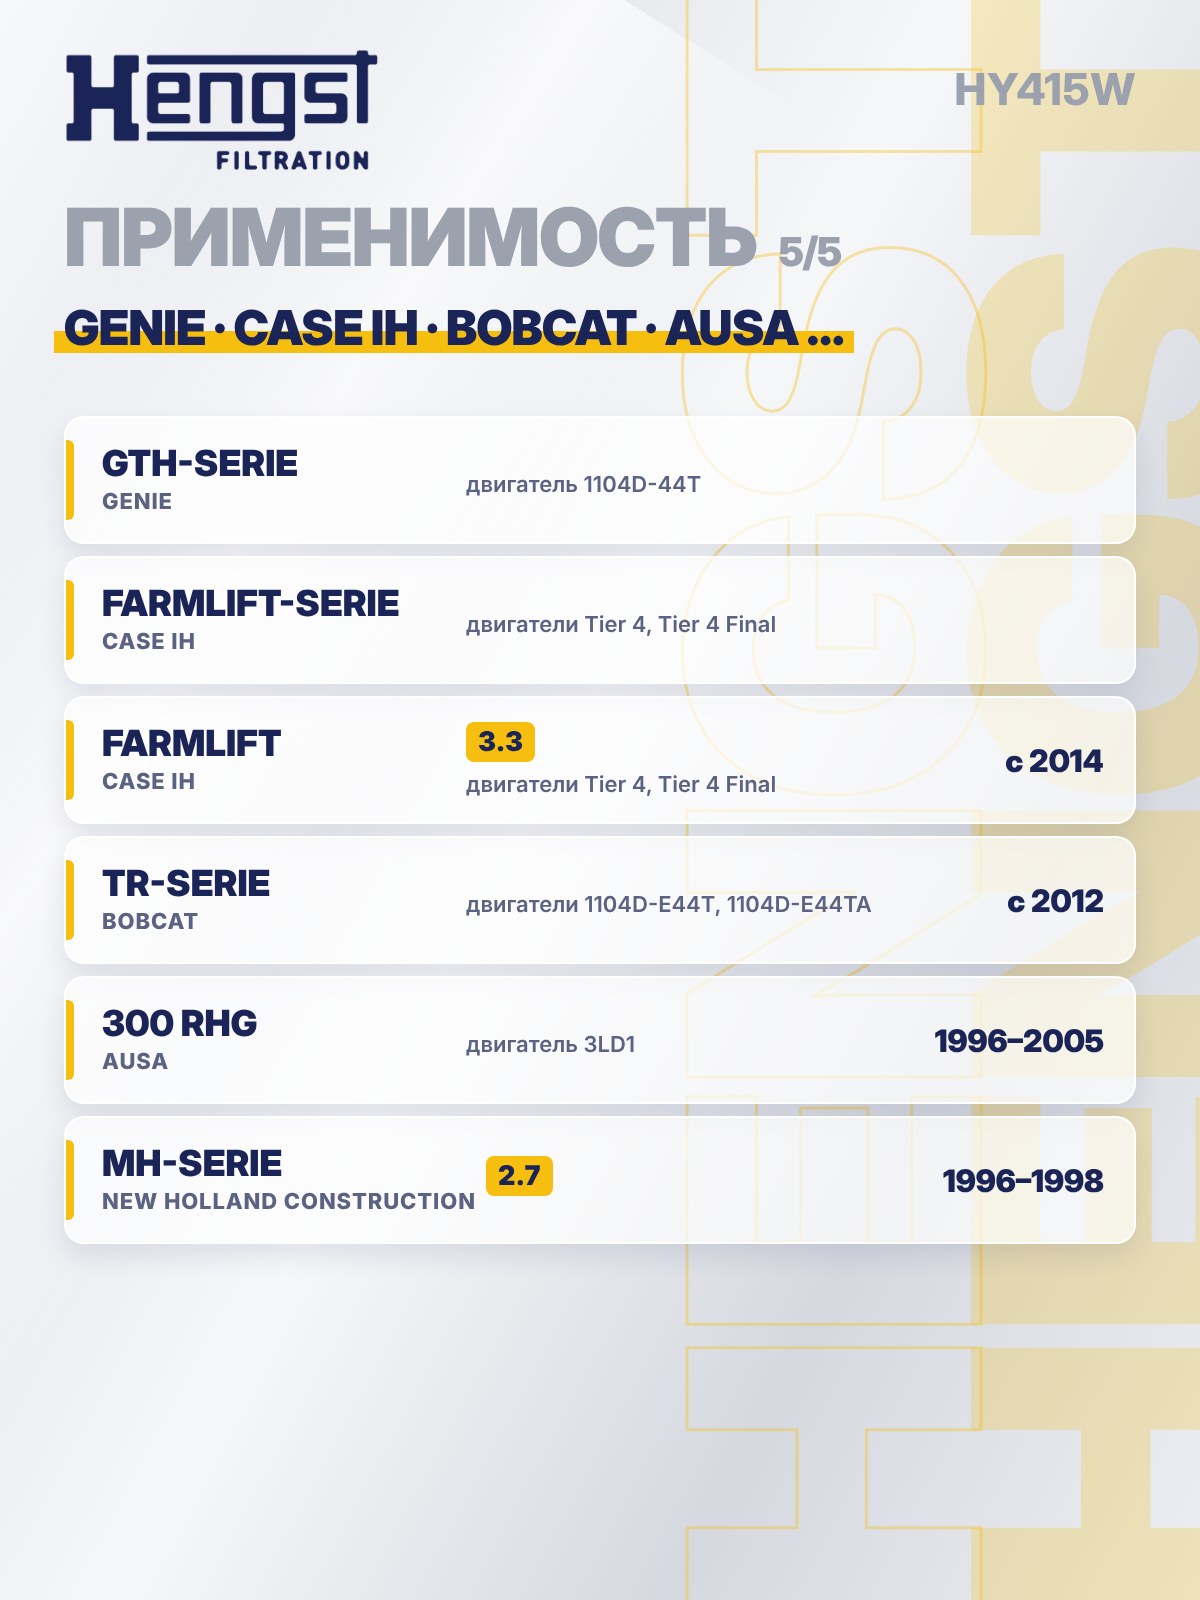 Hengst
FILTRATION
HY415W
ПРИМЕНИМОСТЬ 5/5
GENIE · CASE IH · BOBCAT · AUSA ...
GTH-SERIE
GENIE
двигатель 1104D-44T
FARMLIFT-SERIE
CASE IH
двигатели Tier 4, Tier 4 Final
FARMLIFT
CASE IH
3.3
двигатели Tier 4, Tier 4 Final
с 2014
TR-SERIE
BOBCAT
двигатели 1104D-E44T, 1104D-E44TA
с 2012
300 RHG
AUSA
двигатель 3LD1
1996–2005
MH-SERIE
NEW HOLLAND CONSTRUCTION
2.7
1996–1998
HENGST
HENGST